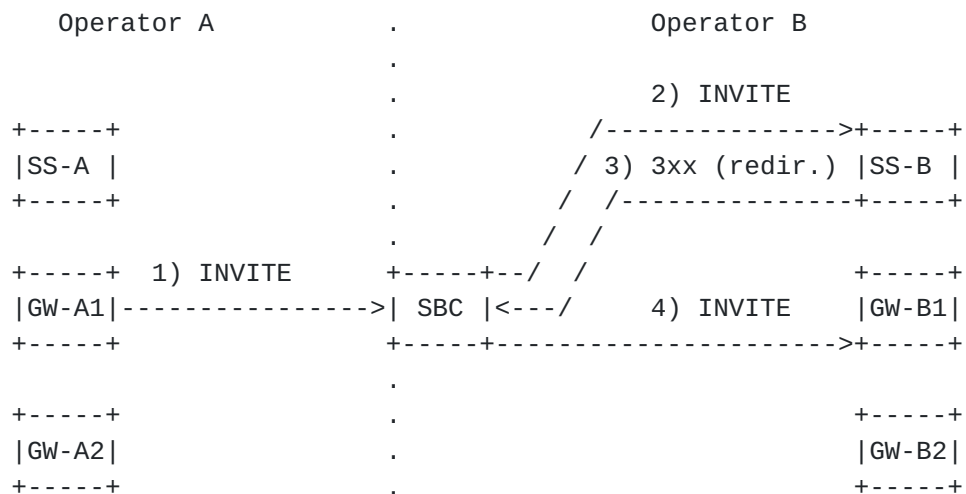 Operator A . Operator B
.
. 2) INVITE
+-----+ . /--------------->+-----+
|SS-A | . / 3) 3xx (redir.) |SS-B |
+-----+ . / /---------------+-----+
. / /
+-----+ 1) INVITE +-----+--/ / +-----+
|GW-A1|---------------->| SBC |<---/ 4) INVITE |GW-B1|
+-----+ +-----+---------------------->+-----+
.
+-----+ . +-----+
|GW-A2| . |GW-B2|
+-----+ . +-----+